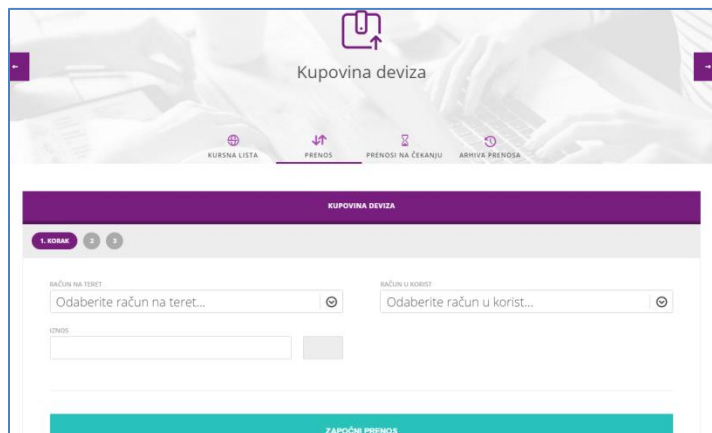 Kupovina deviza
KURSNA LISTA
PRENOS
PRENOSI NA ČEKANJU
ARHIVA PRENOSA
KUPOVINA DEVIZA
1. KORAK 2 3
RAČUN NA TERET
Odaberite račun na teret...
RAČUN U KORIST
Odaberite račun u korist...
IZNOS
ZAPOČNI PRENOS